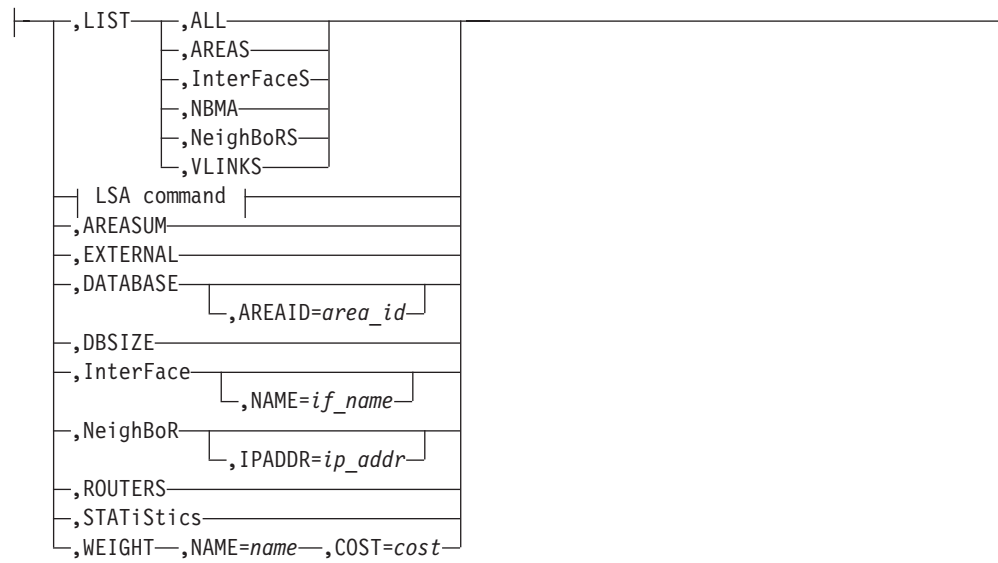 ,LIST ,ALL
,AREAS
,InterFaceS
,NBMA
,NeighBoRS
,VLINKS
LSA command
,AREASUM
,EXTERNAL
,DATABASE
,AREAID=area_id
,DBSIZE
,InterFace
,NAME=if_name
,NeighBoR
,IPADDR=ip_addr
,ROUTERS
,STATiStics
,WEIGHT ,NAME=name ,COST=cost